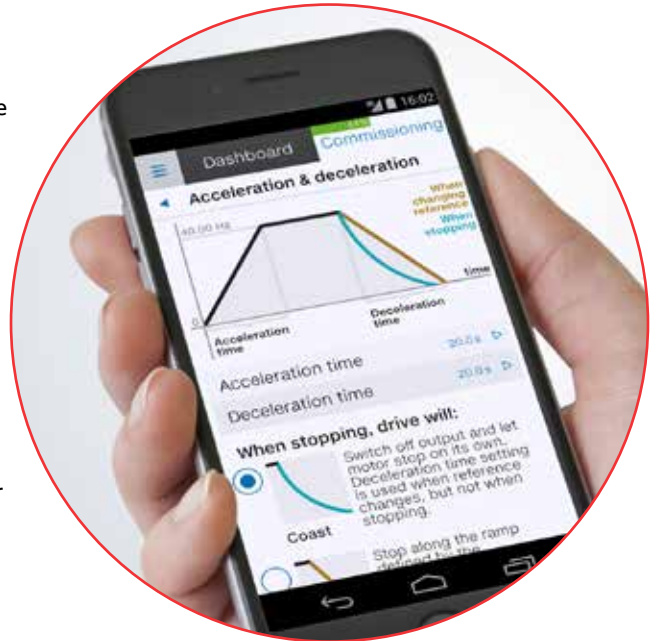 e
16:02
Dashboard
Commissioning
Acceleration & deceleration
When
changing
reference
When
stopping
40.00 Hz
0
time
Acceleration
time
Deceleration
time
Acceleration time 20.0 s
Deceleration time 20.0 s
When stopping, drive will:
Switch off output and let
motor stop on its own.
Deceleration time setting
is used when reference
changes, but not when
stopping.
Coast
Stop along the ramp
defined by the